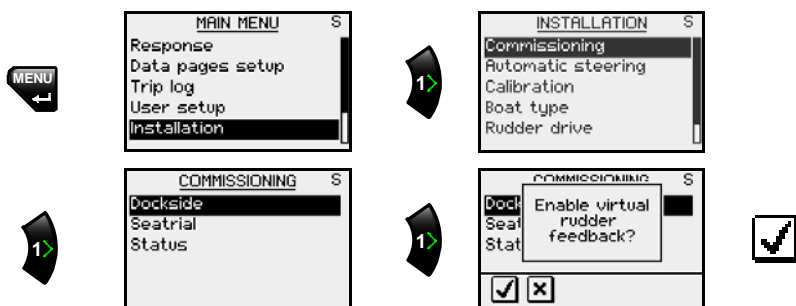 MENU
MAIN MENU S
Response
Data pages setup
Trip log
User setup
Installation
1>
INSTALLATION S
Commissioning
Automatic steering
Calibration
Boat type
Rudder drive
1>
COMMISSIONING S
Dockside
Seatrial
Status
1>
COMMISSIONING S
Dock
Seat
Stat
Enable virtual
rudder
feedback?